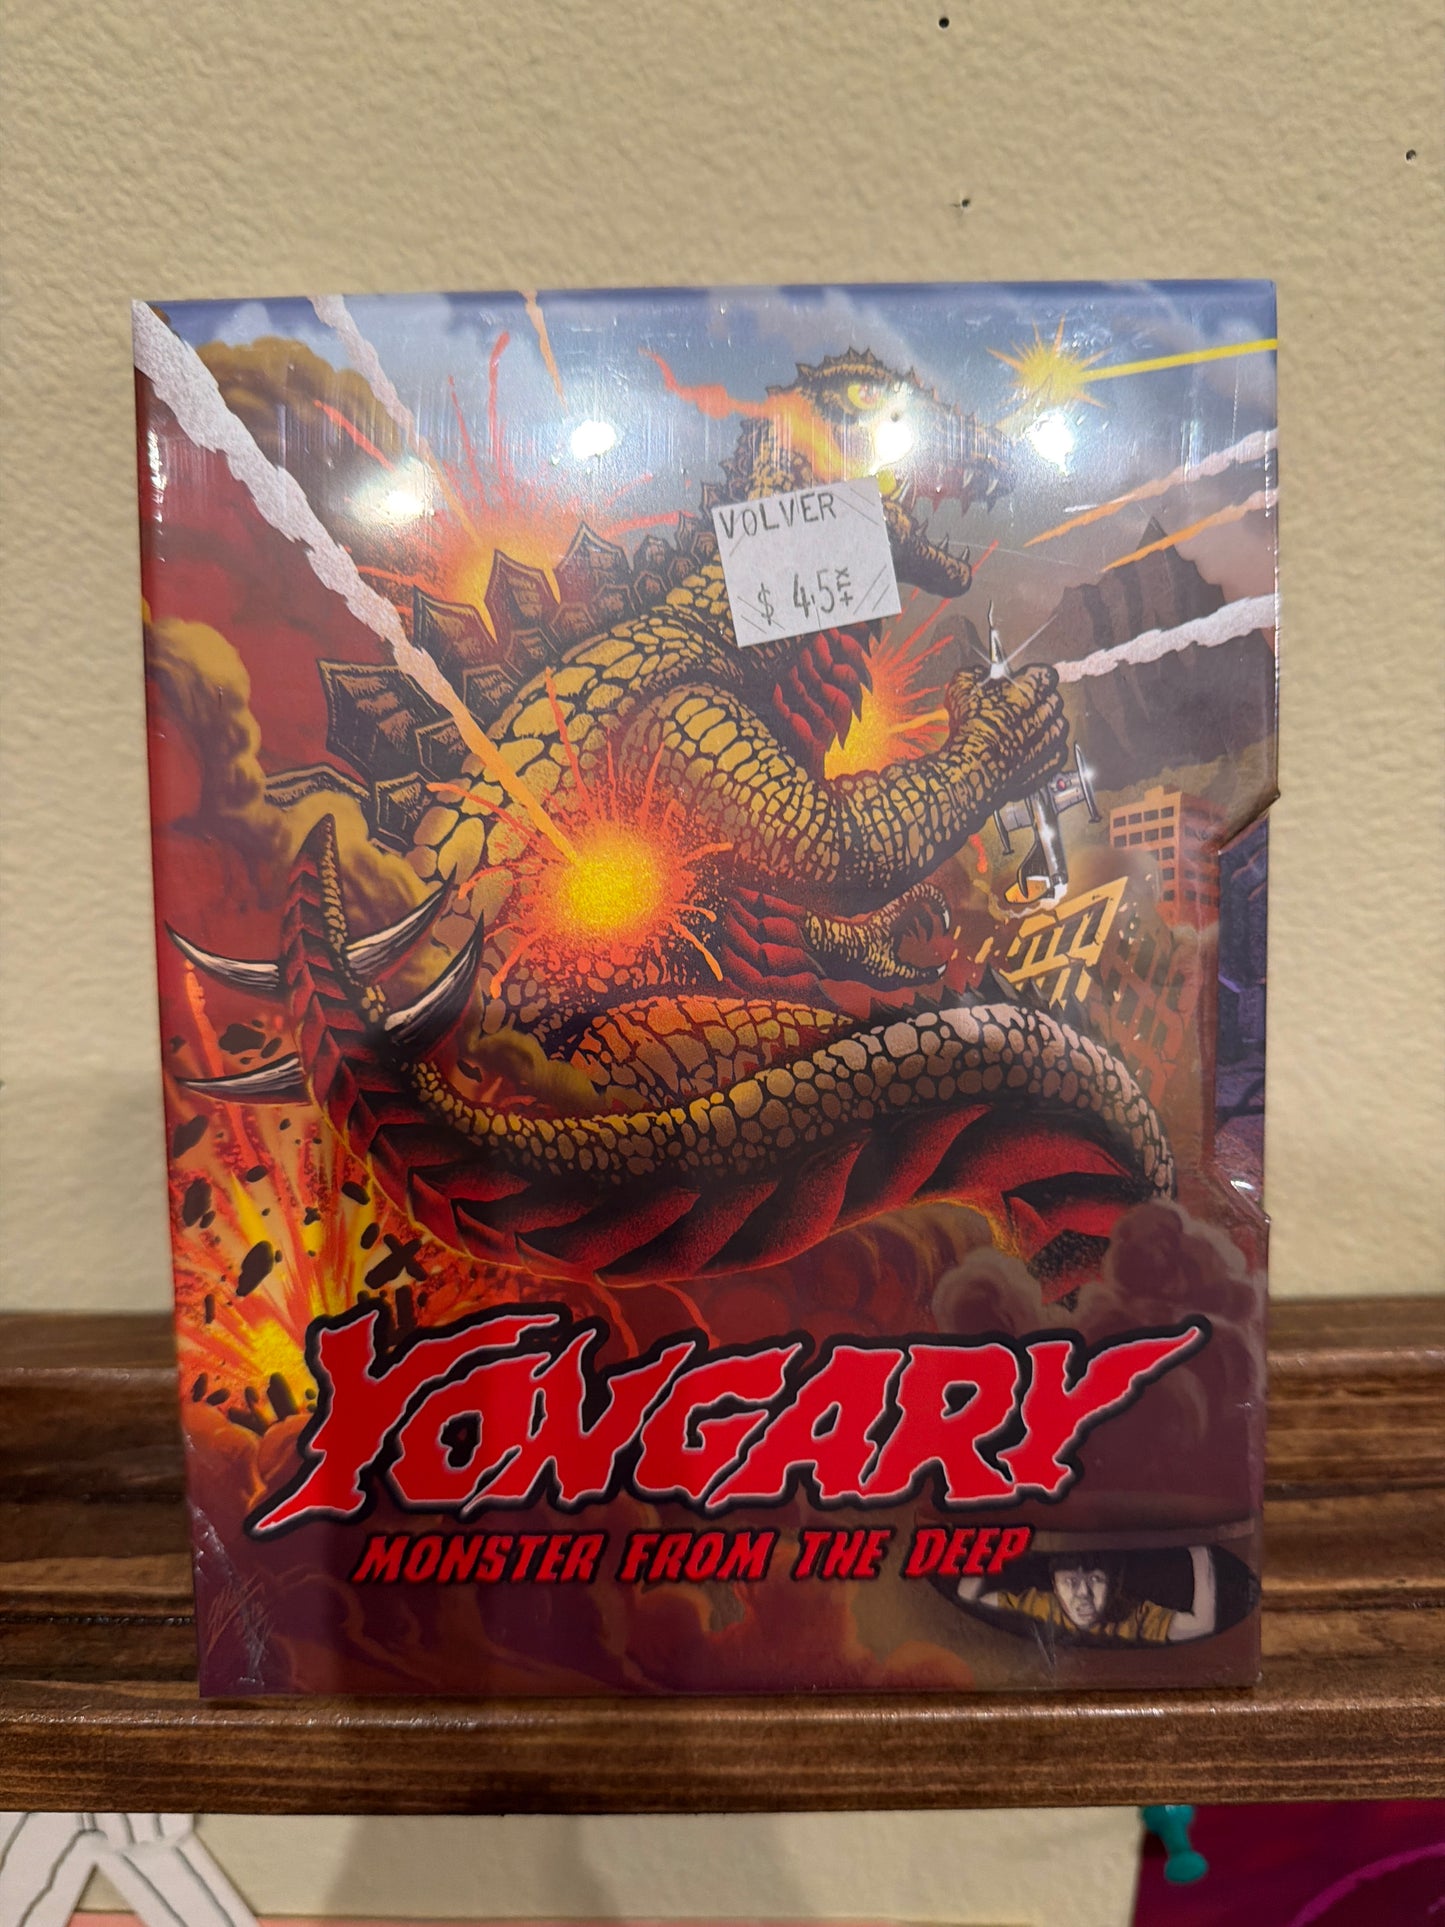 VOLVER
$ 45
YONGARY
MONSTER FROM THE DEEP